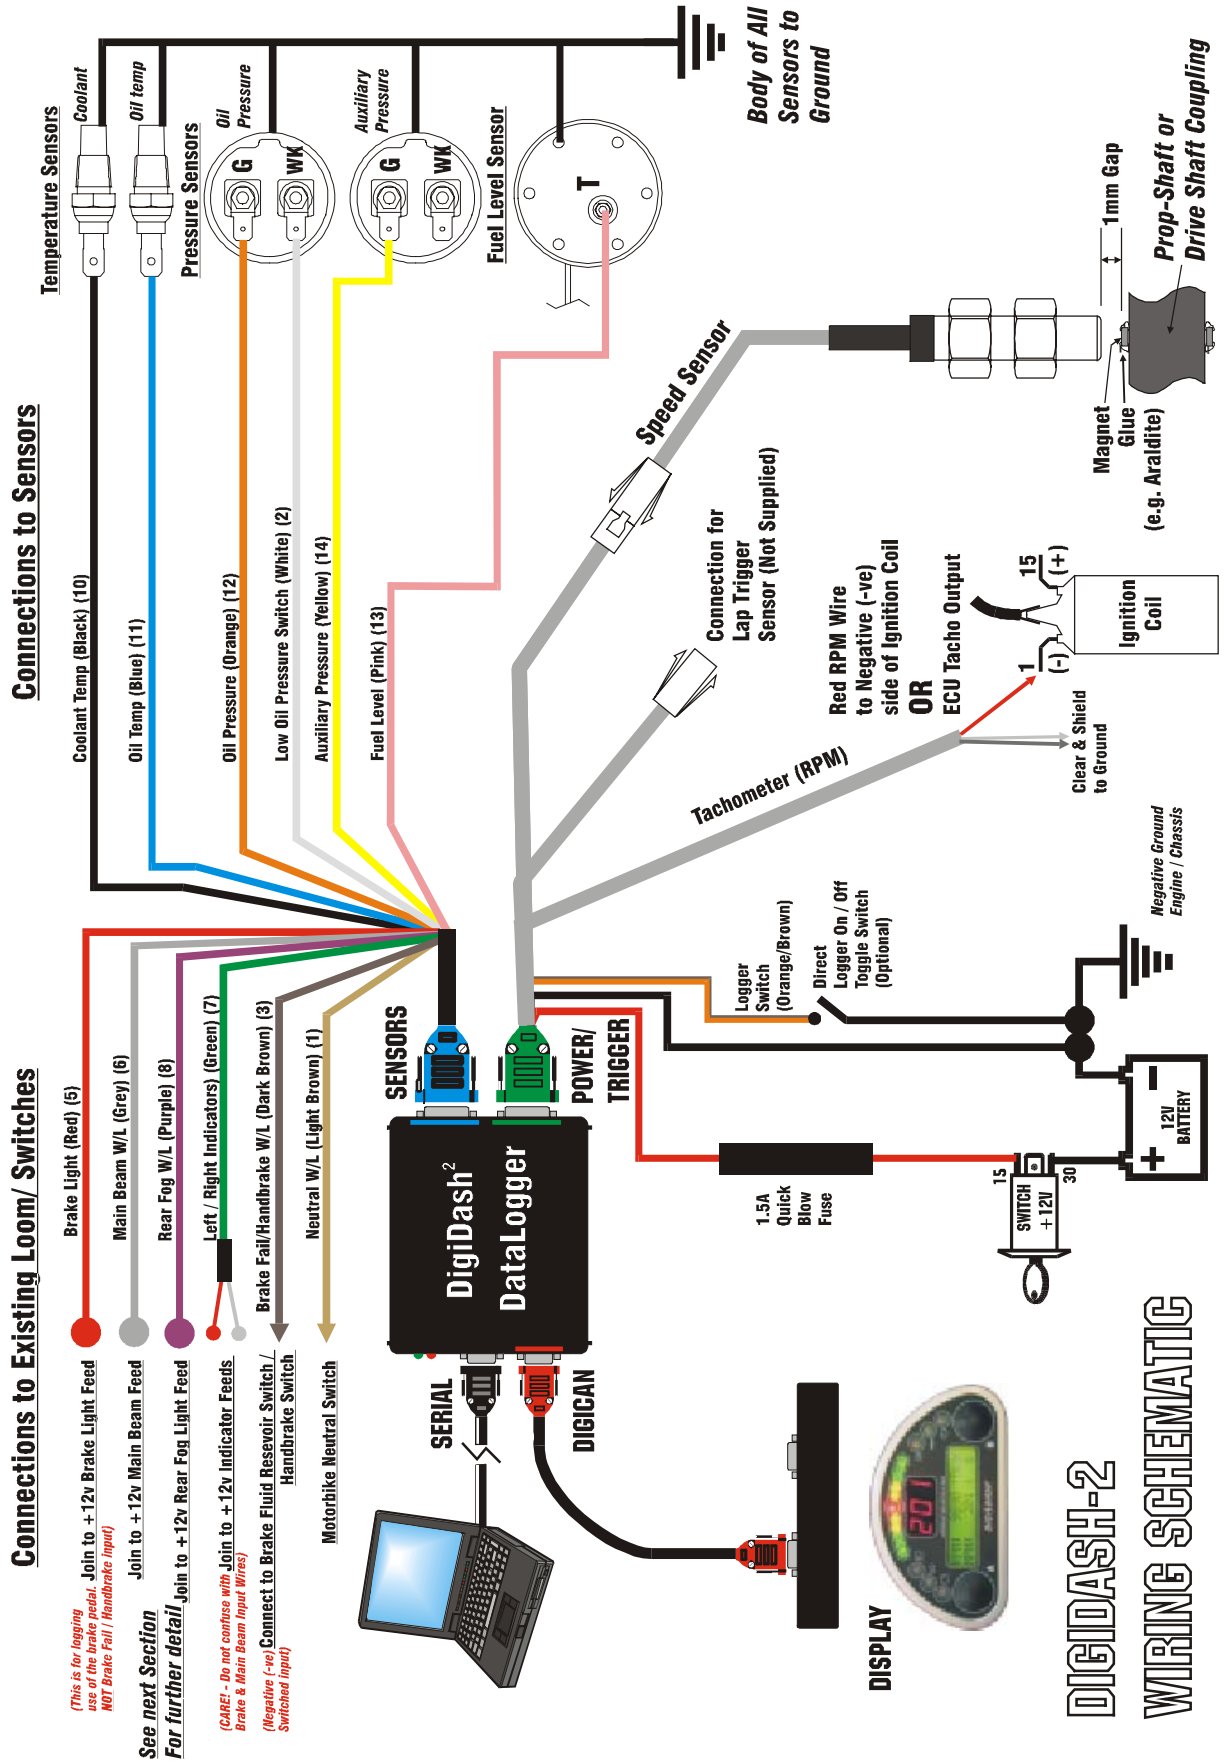 Connections to Existing Loom/ Switches
Connections to Sensors
(This is for logging
use of the brake pedal.
NOT Brake Fail / Handbrake input)
Join to +12v Brake Light Feed
Brake Light (Red) (5)
Join to +12v Main Beam Feed
Main Beam W/L (Grey) (6)
See next Section
For further detail
Join to +12v Rear Fog Light Feed
Rear Fog W/L (Purple) (8)
(CARE! - Do not confuse with
Brake & Main Beam Input Wires)
Join to +12v Indicator Feeds
Left / Right Indicators) (Green) (7)
(Negative (-ve)
Switched input)
Connect to Brake Fluid Resevoir Switch /
Handbrake Switch
Brake Fail/Handbrake W/L (Dark Brown) (3)
Motorbike Neutral Switch
Neutral W/L (Light Brown) (1)
Coolant Temp (Black) (10)
Oil Temp (Blue) (11)
Oil Pressure (Orange) (12)
Low Oil Pressure Switch (White) (2)
Auxiliary Pressure (Yellow) (14)
Fuel Level (Pink) (13)
Temperature Sensors
Coolant
Oil temp
Pressure Sensors
Oil
Pressure
G
WK
Auxiliary
Pressure
G
WK
Fuel Level Sensor
T
Body of All
Sensors to
Ground
SERIAL
DIGICAN
DigiDash2
DataLogger
SENSORS
POWER/
TRIGGER
Speed Sensor
Connection for
Lap Trigger
Sensor (Not Supplied)
Tachometer (RPM)
Red RPM Wire
to Negative (-ve)
side of Ignition Coil
OR
ECU Tacho Output
Clear & Shield
to Ground
1
(-)
15
(+)
Ignition
Coil
Magnet
Glue
(e.g. Araldite)
1mm Gap
Prop-Shaft or
Drive Shaft Coupling
Logger
Switch
(Orange/Brown)
Direct
Logger On / Off
Toggle Switch
(Optional)
Negative Ground
Engine / Chassis
1.5A
Quick
Blow
Fuse
15
30
SWITCH
+12V
+
-
12V
BATTERY
DISPLAY
201
DIGIDASH-2
WIRING SCHEMATIC